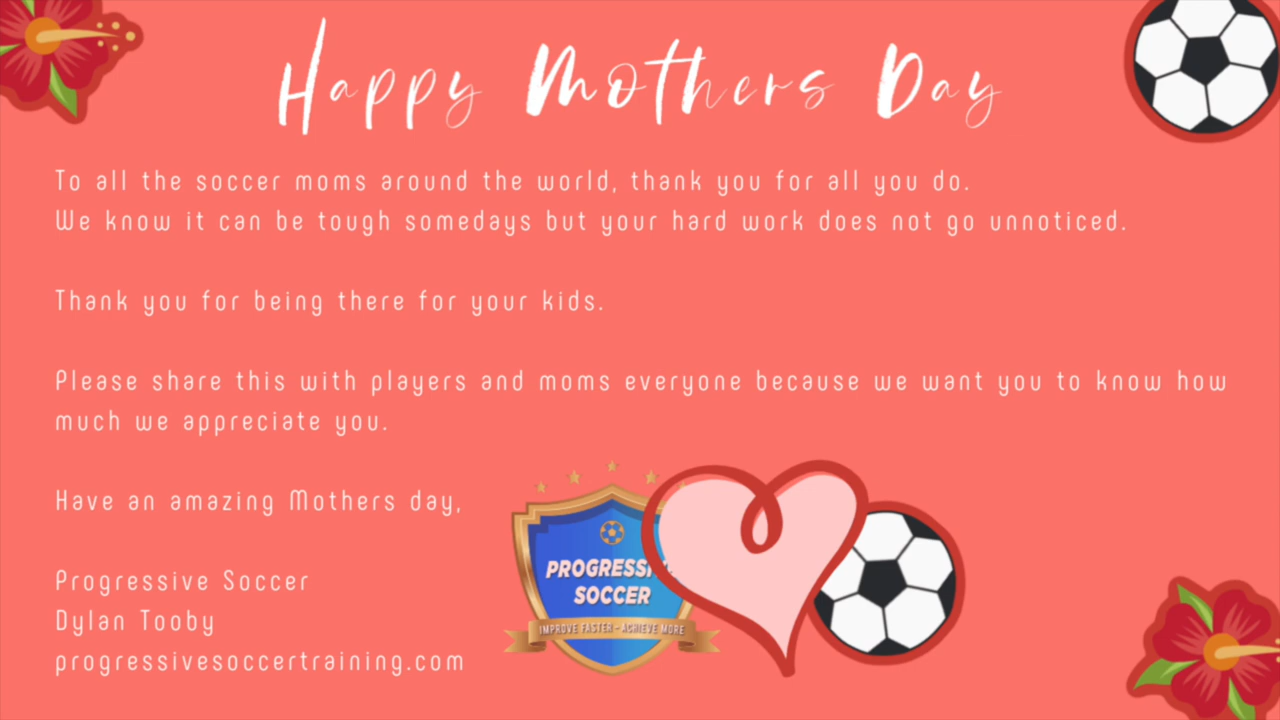 Happy Mothers Day
To all the soccer moms around the world, thank you for all you do.
We know it can be tough somedays but your hard work does not go unnoticed.
Thank you for being there for your kids.
Please share this with players and moms everyone because we want you to know how
much we appreciate you.
Have an amazing Mothers day,
Progressive Soccer
Dylan Tooby
progressivesoccertraining.com
SOCCER
IMPROVE FASTER - ACHIEVE MORE